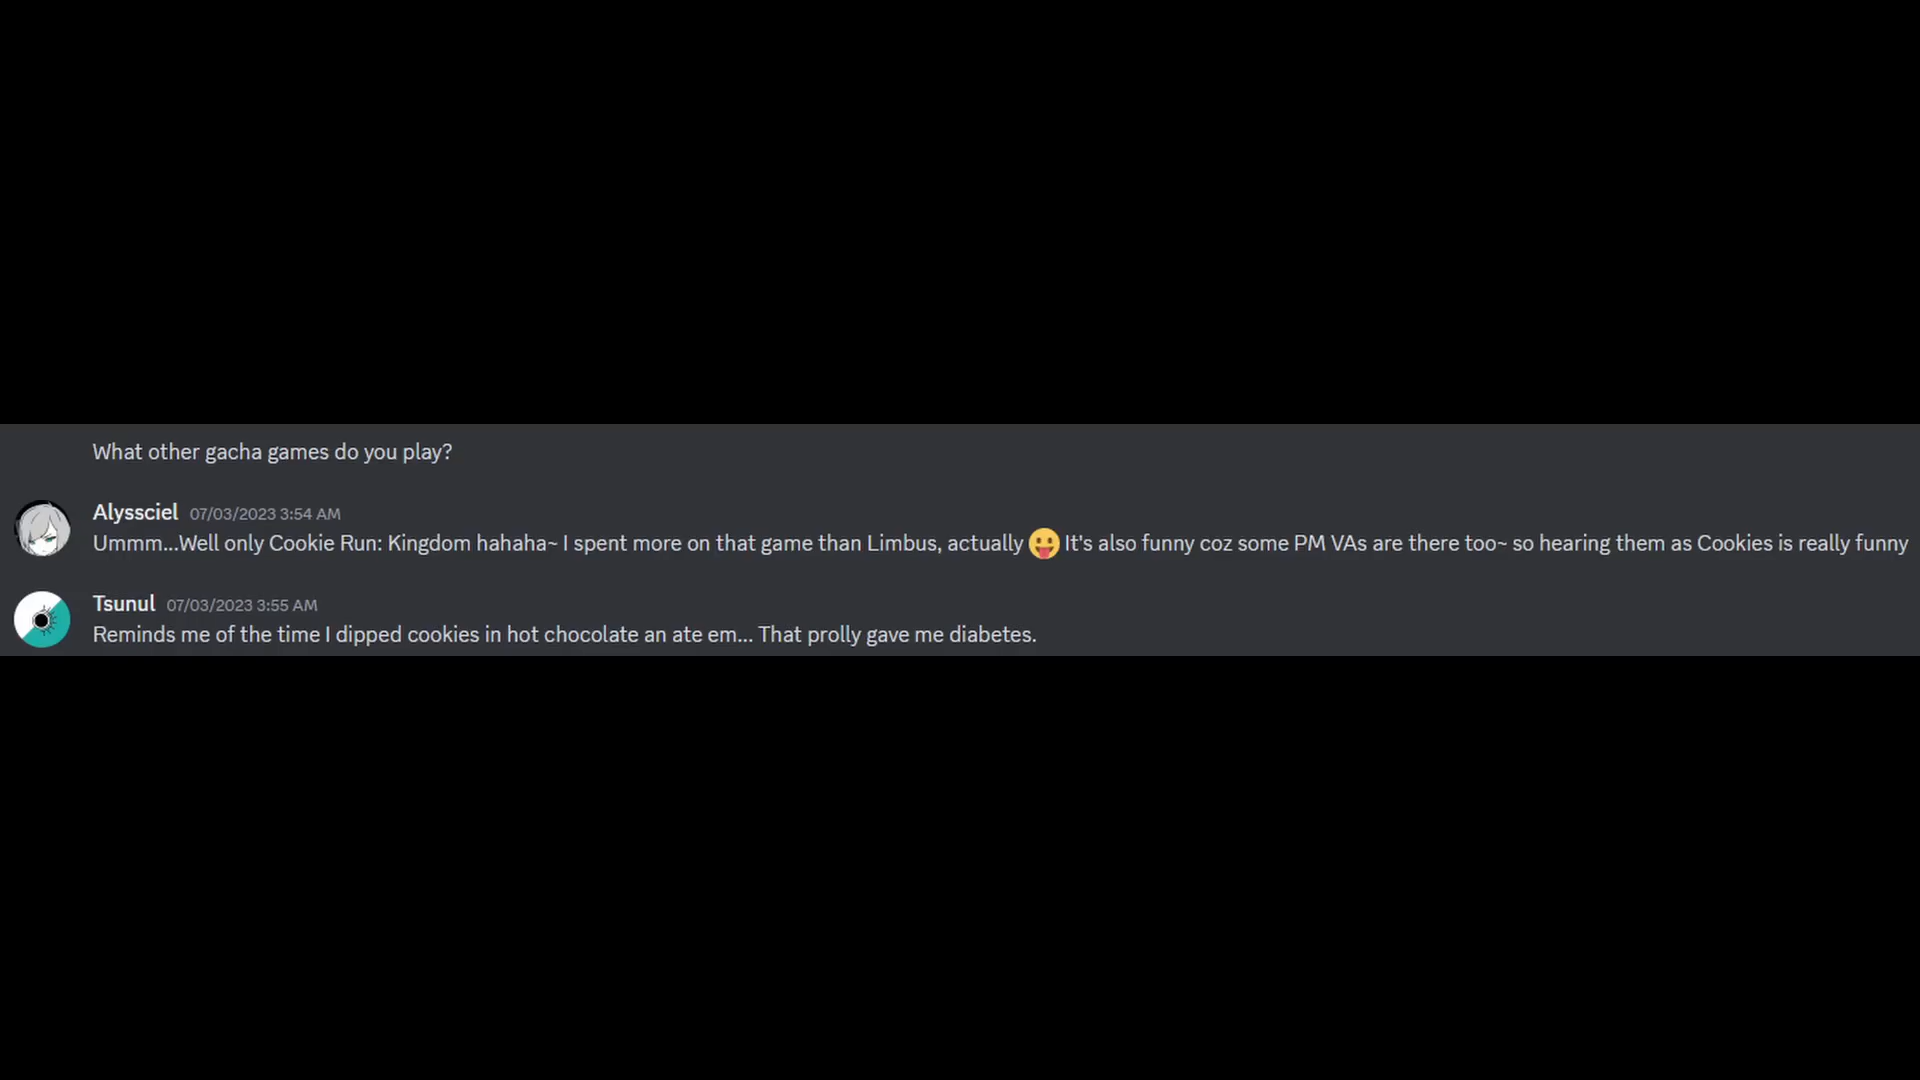 What other gacha games do you play?
Alyssciel 07/03/2023 3:54 AM
Ummm...Well only Cookie Run: Kingdom hahaha~ I spent more on that game than Limbus, actually 😛 It's also funny coz some PM VAs are there too~ so hearing them as Cookies is really funny
Tsunul 07/03/2023 3:55 AM
Reminds me of the time I dipped cookies in hot chocolate an ate em... That prolly gave me diabetes.